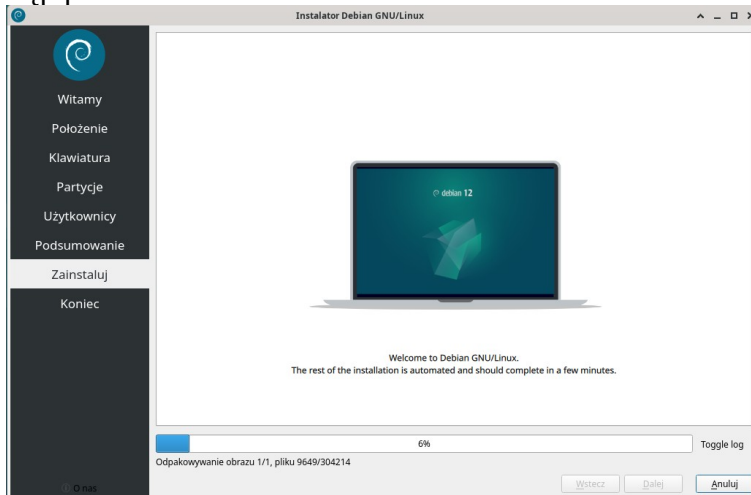 Instalator Debian GNU/Linux
Witamy
Położenie
Klawiatura
Partycje
Użytkownicy
Podsumowanie
Zainstaluj
Koniec
debian 12
Welcome to Debian GNU/Linux.
The rest of the installation is automated and should complete in a few minutes.
6%
Toggle log
Odpakowywanie obrazu 1/1, pliku 9649/304214
O nas
Wstecz
Dalej
Anuluj